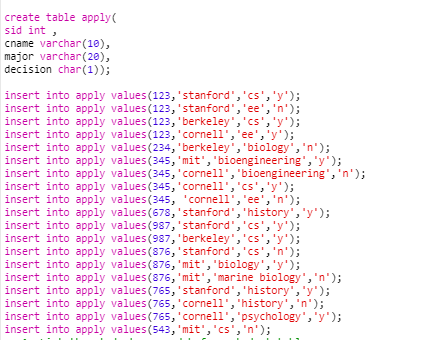 create table apply(
sid int ,
cname varchar(10),
major varchar(20),
decision char(1));
insert into apply values(123,'stanford','cs','y');
insert into apply values(123,'stanford','ee','n');
insert into apply values(123,'berkeley','cs','y');
insert into apply values(123,'cornell','ee','y');
insert into apply values(234,'berkeley','biology','n');
insert into apply values(345,'mit','bioengineering','y');
insert into apply values(345,'cornell','bioengineering','n');
insert into apply values(345,'cornell','cs','y');
insert into apply values(345, 'cornell','ee','n');
insert into apply values(678,'stanford','history','y');
insert into apply values(987,'stanford','cs','y');
insert into apply values(987,'berkeley','cs','y');
insert into apply values(876,'stanford','cs','n');
insert into apply values(876,'mit','biology','y');
insert into apply values(876,'mit','marine biology','n');
insert into apply values(765,'stanford','history','y');
insert into apply values(765,'cornell','history','n');
insert into apply values(765,'cornell','psychology','y');
insert into apply values(543,'mit','cs','n');